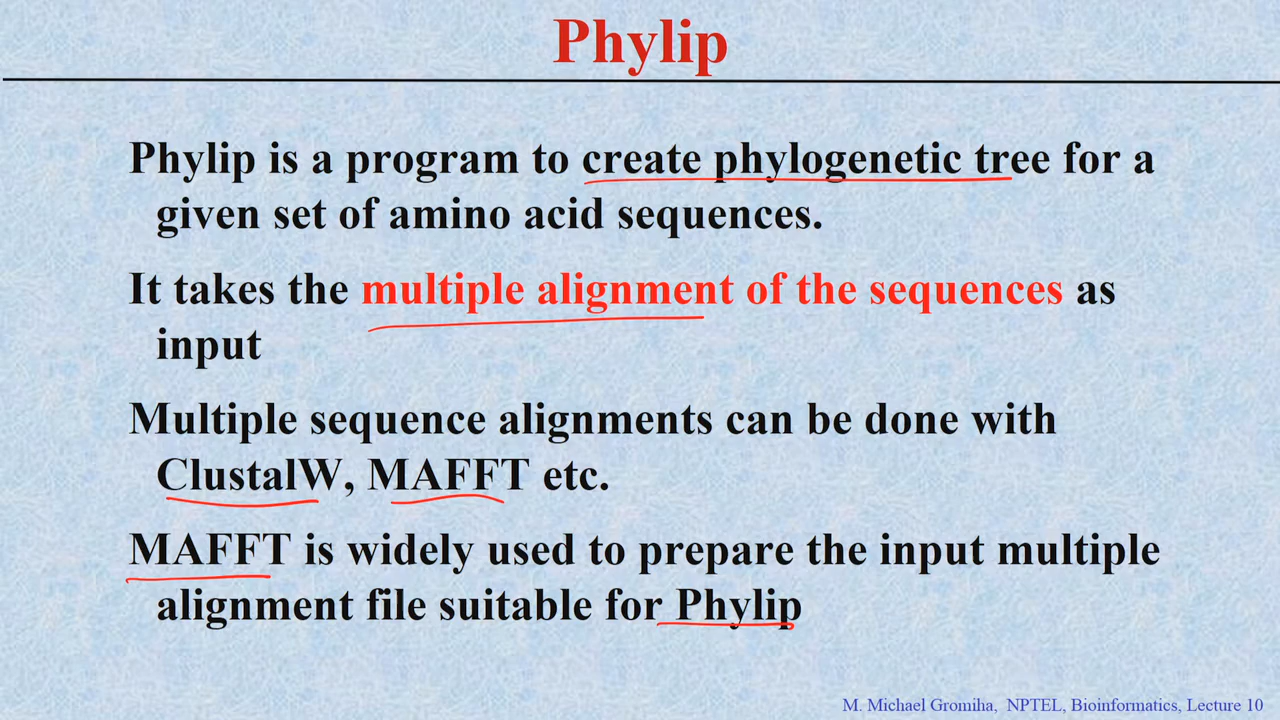 Phylip
Phylip is a program to create phylogenetic tree for a
given set of amino acid sequences.
It takes the multiple alignment of the sequences as
input
Multiple sequence alignments can be done with
ClustalW, MAFFT etc.
MAFFT is widely used to prepare the input multiple
alignment file suitable for Phylip
M. Michael Gromiha, NPTEL, Bioinformatics, Lecture 10